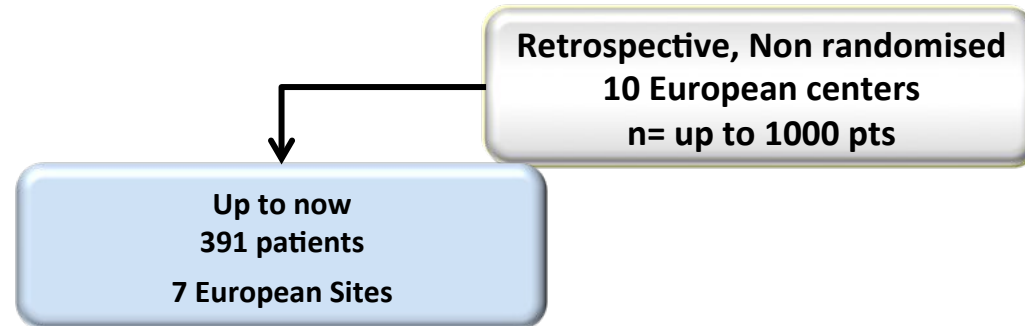 Retrospective, Non randomised
10 European centers
n= up to 1000 pts
Up to now
391 patients
7 European Sites